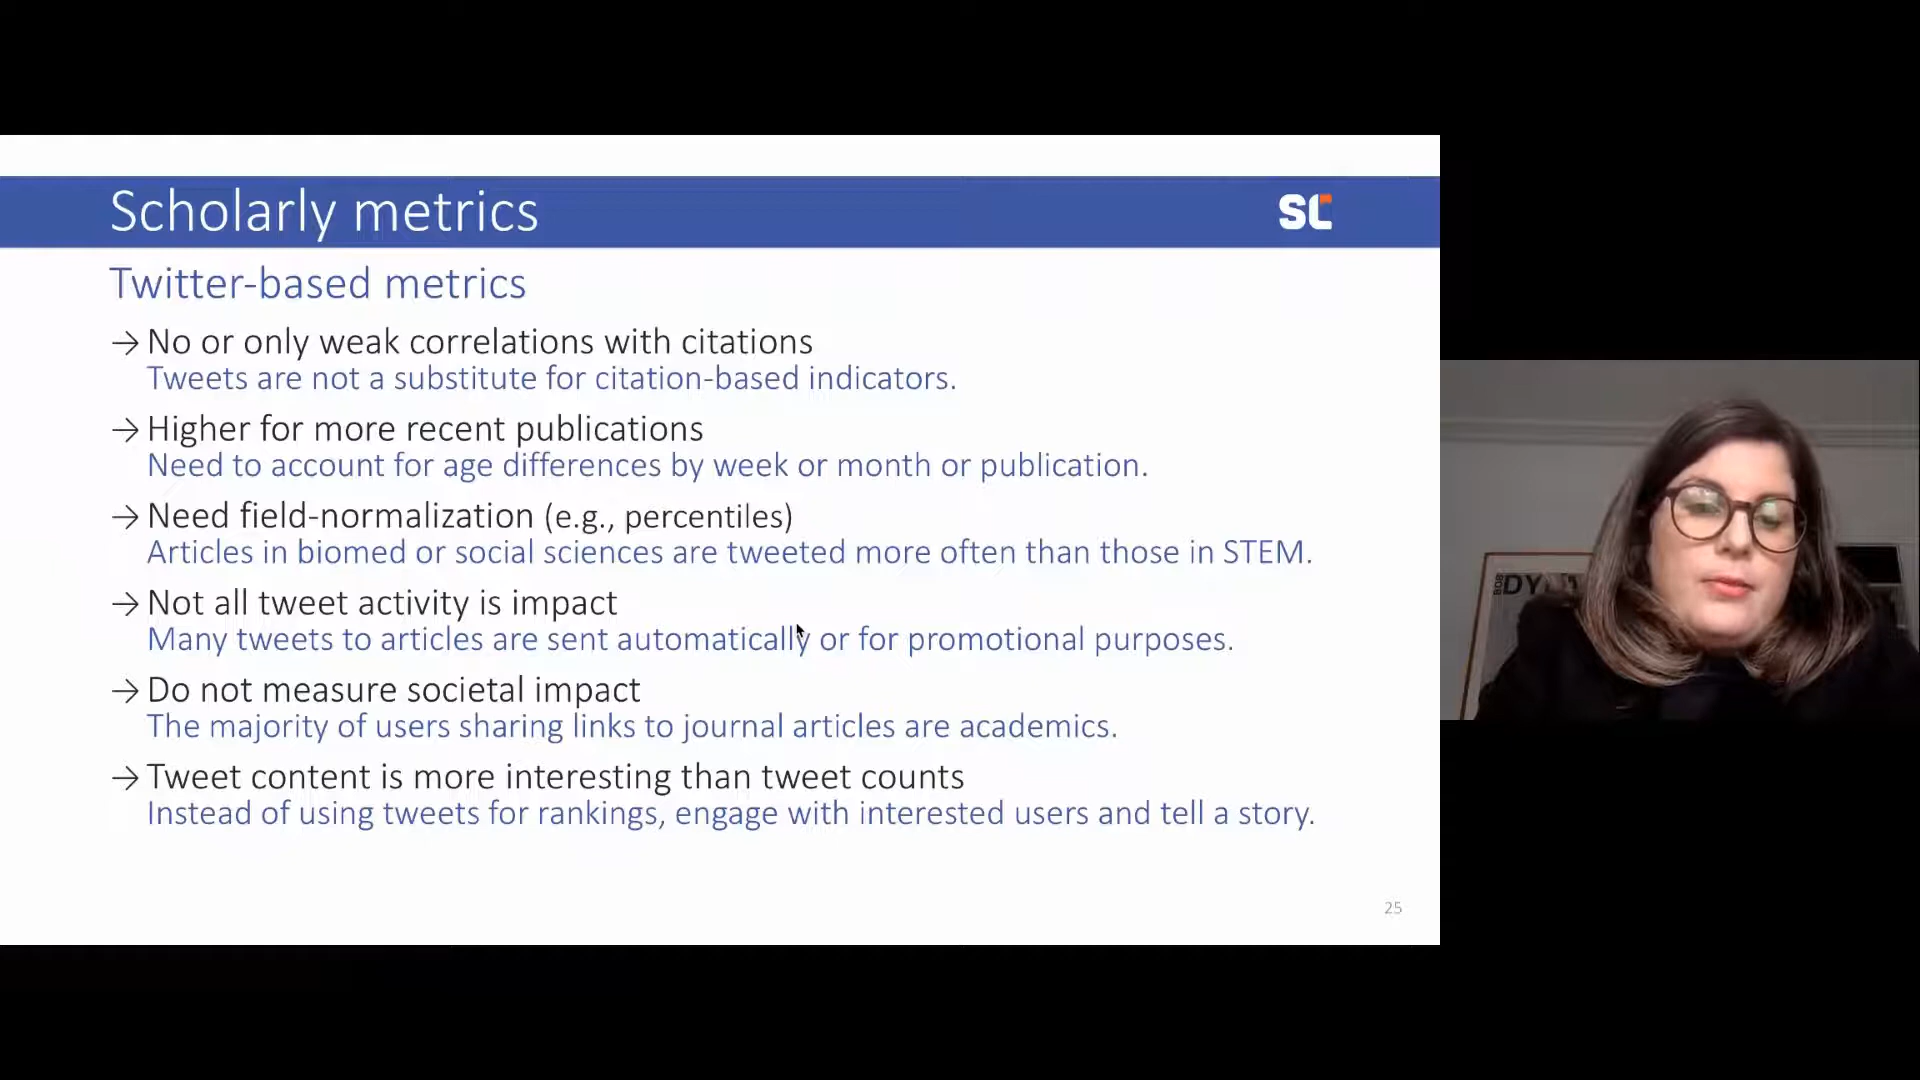 Scholarly metrics
SC
Twitter-based metrics
→ No or only weak correlations with citations
Tweets are not a substitute for citation-based indicators.
→ Higher for more recent publications
Need to account for age differences by week or month or publication.
→ Need field-normalization (e.g., percentiles)
Articles in biomed or social sciences are tweeted more often than those in STEM.
→ Not all tweet activity is impact
Many tweets to articles are sent automatically or for promotional purposes.
→ Do not measure societal impact
The majority of users sharing links to journal articles are academics.
→ Tweet content is more interesting than tweet counts
Instead of using tweets for rankings, engage with interested users and tell a story.
25
BOB